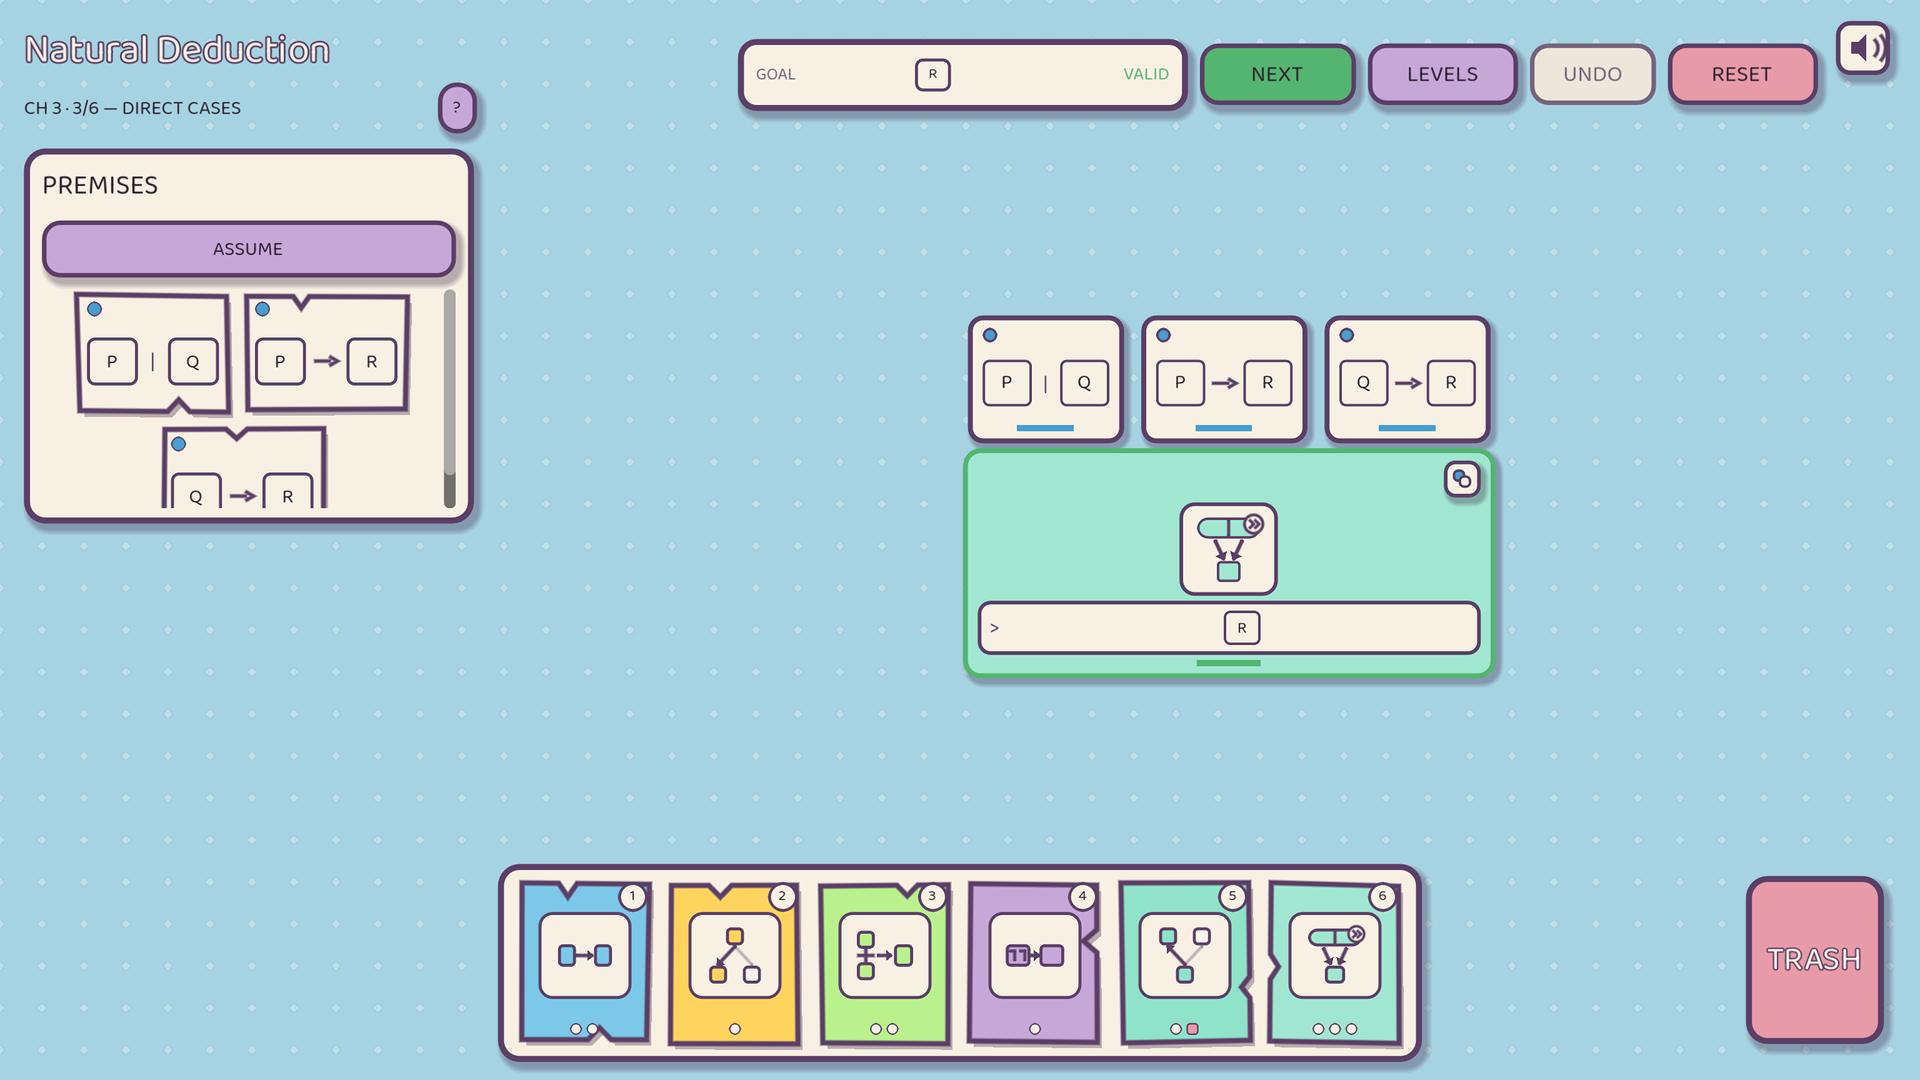 Natural Deduction
CH 3 · 3/6 — DIRECT CASES
?
GOAL R VALID
NEXT
LEVELS
UNDO
RESET
PREMISES
ASSUME
P | Q
P → R
Q → R
P | Q
P → R
Q → R
> R
1
2
3
4
5
6
TRASH